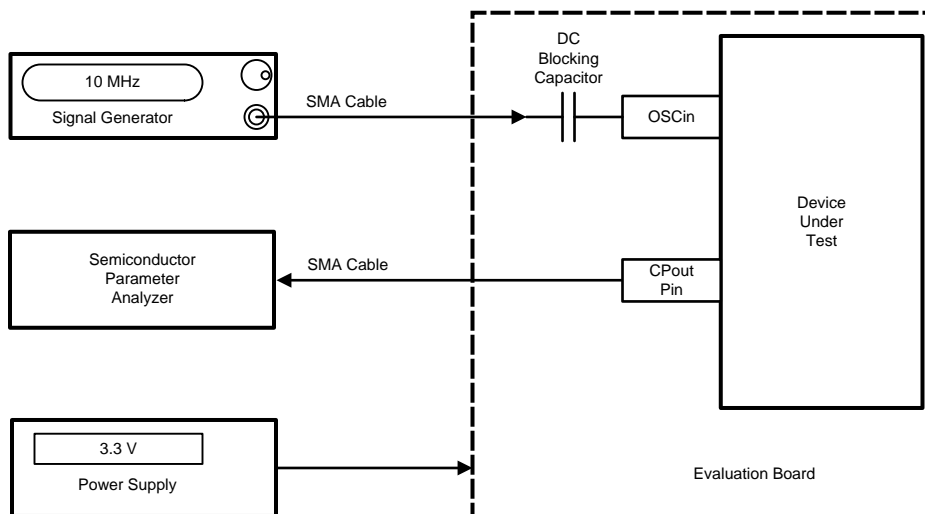 10 MHz
Signal Generator
SMA Cable
DC
Blocking
Capacitor
OSCin
Device
Under
Test
Semiconductor
Parameter
Analyzer
SMA Cable
CPout
Pin
3.3 V
Power Supply
Evaluation Board